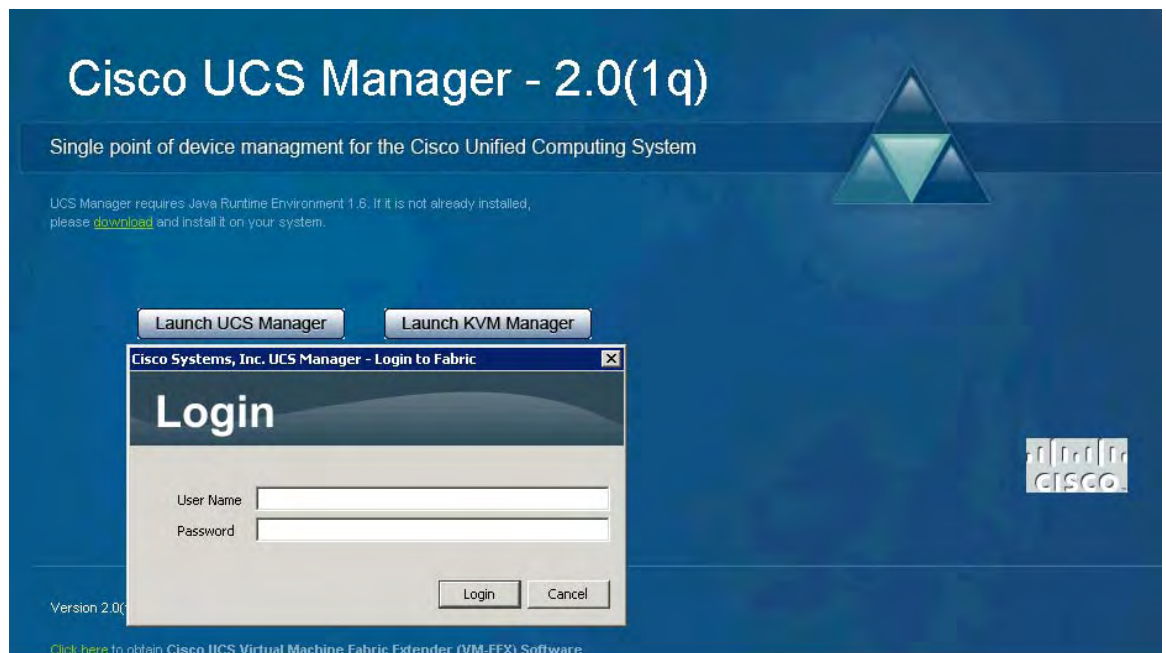 Cisco UCS Manager - 2.0(1q)
Single point of device managment for the Cisco Unified Computing System
UCS Manager requires Java Runtime Environment 1.6. If it is not already installed,
please download and install it on your system.
Launch UCS Manager Launch KVM Manager
Cisco Systems, Inc. UCS Manager - Login to Fabric
Login
User Name
Password
Login Cancel
CISCO
Version 2.0(
Click here to obtain Cisco UCS Virtual Machine Fabric Extender (VM-FEX) Software